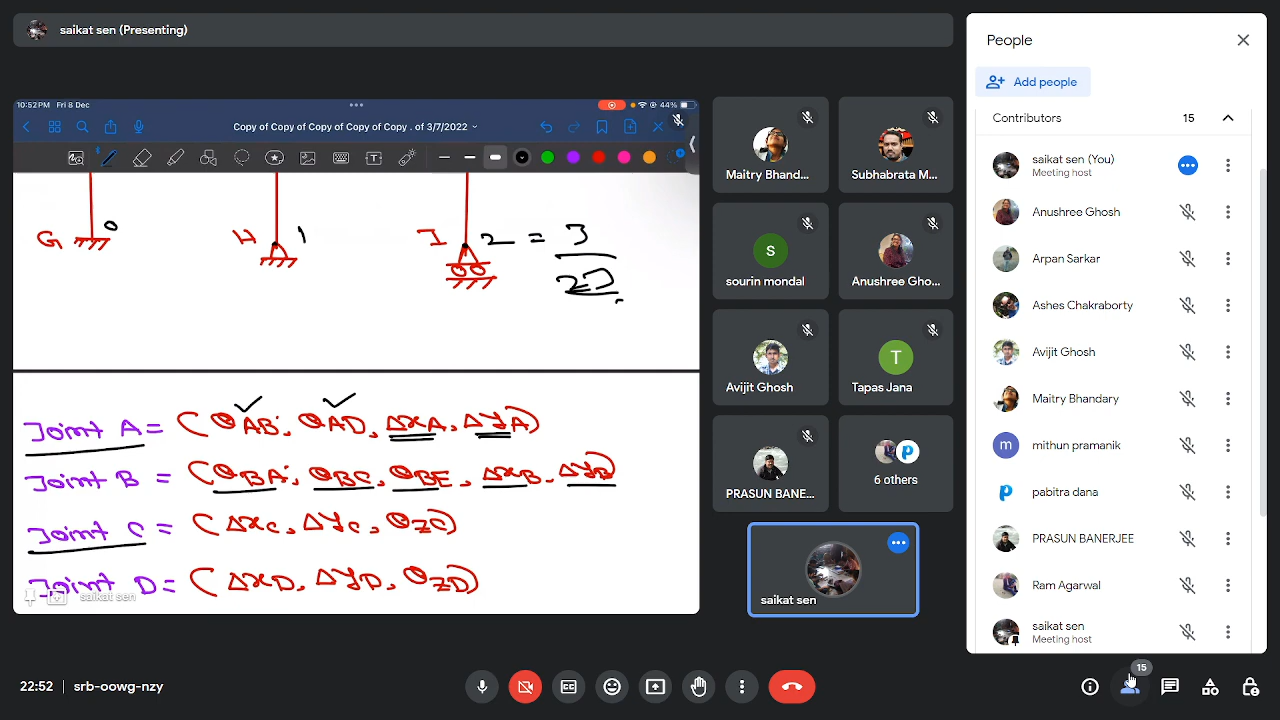 saikat sen (Presenting)
10:52 PM Fri 8 Dec
44%
Copy of Copy of Copy of Copy of Copy . of 3/7/2022
G 0
H 1
I 2 = 3
Joint A = (θAB, θAD, ΔxA, ΔyA)
Joint B = (θBA, θBC, θBE, ΔxB, ΔyB)
Joint C = (ΔxC, ΔyC, θZC)
Joint D = (ΔxD, ΔyD, θZD)
saikat sen
Maitry Bhand...
Subhabrata M...
s
sourin mondal
Anushree Gho...
Avijit Ghosh
T
Tapas Jana
PRASUN BANE...
P
6 others
saikat sen
People
Add people
Contributors 15
saikat sen (You)
Meeting host
Anushree Ghosh
Arpan Sarkar
Ashes Chakraborty
Avijit Ghosh
Maitry Bhandary
m mithun pramanik
P pabitra dana
PRASUN BANERJEE
Ram Agarwal
saikat sen
Meeting host
22:52 | srb-oowg-nzy
15